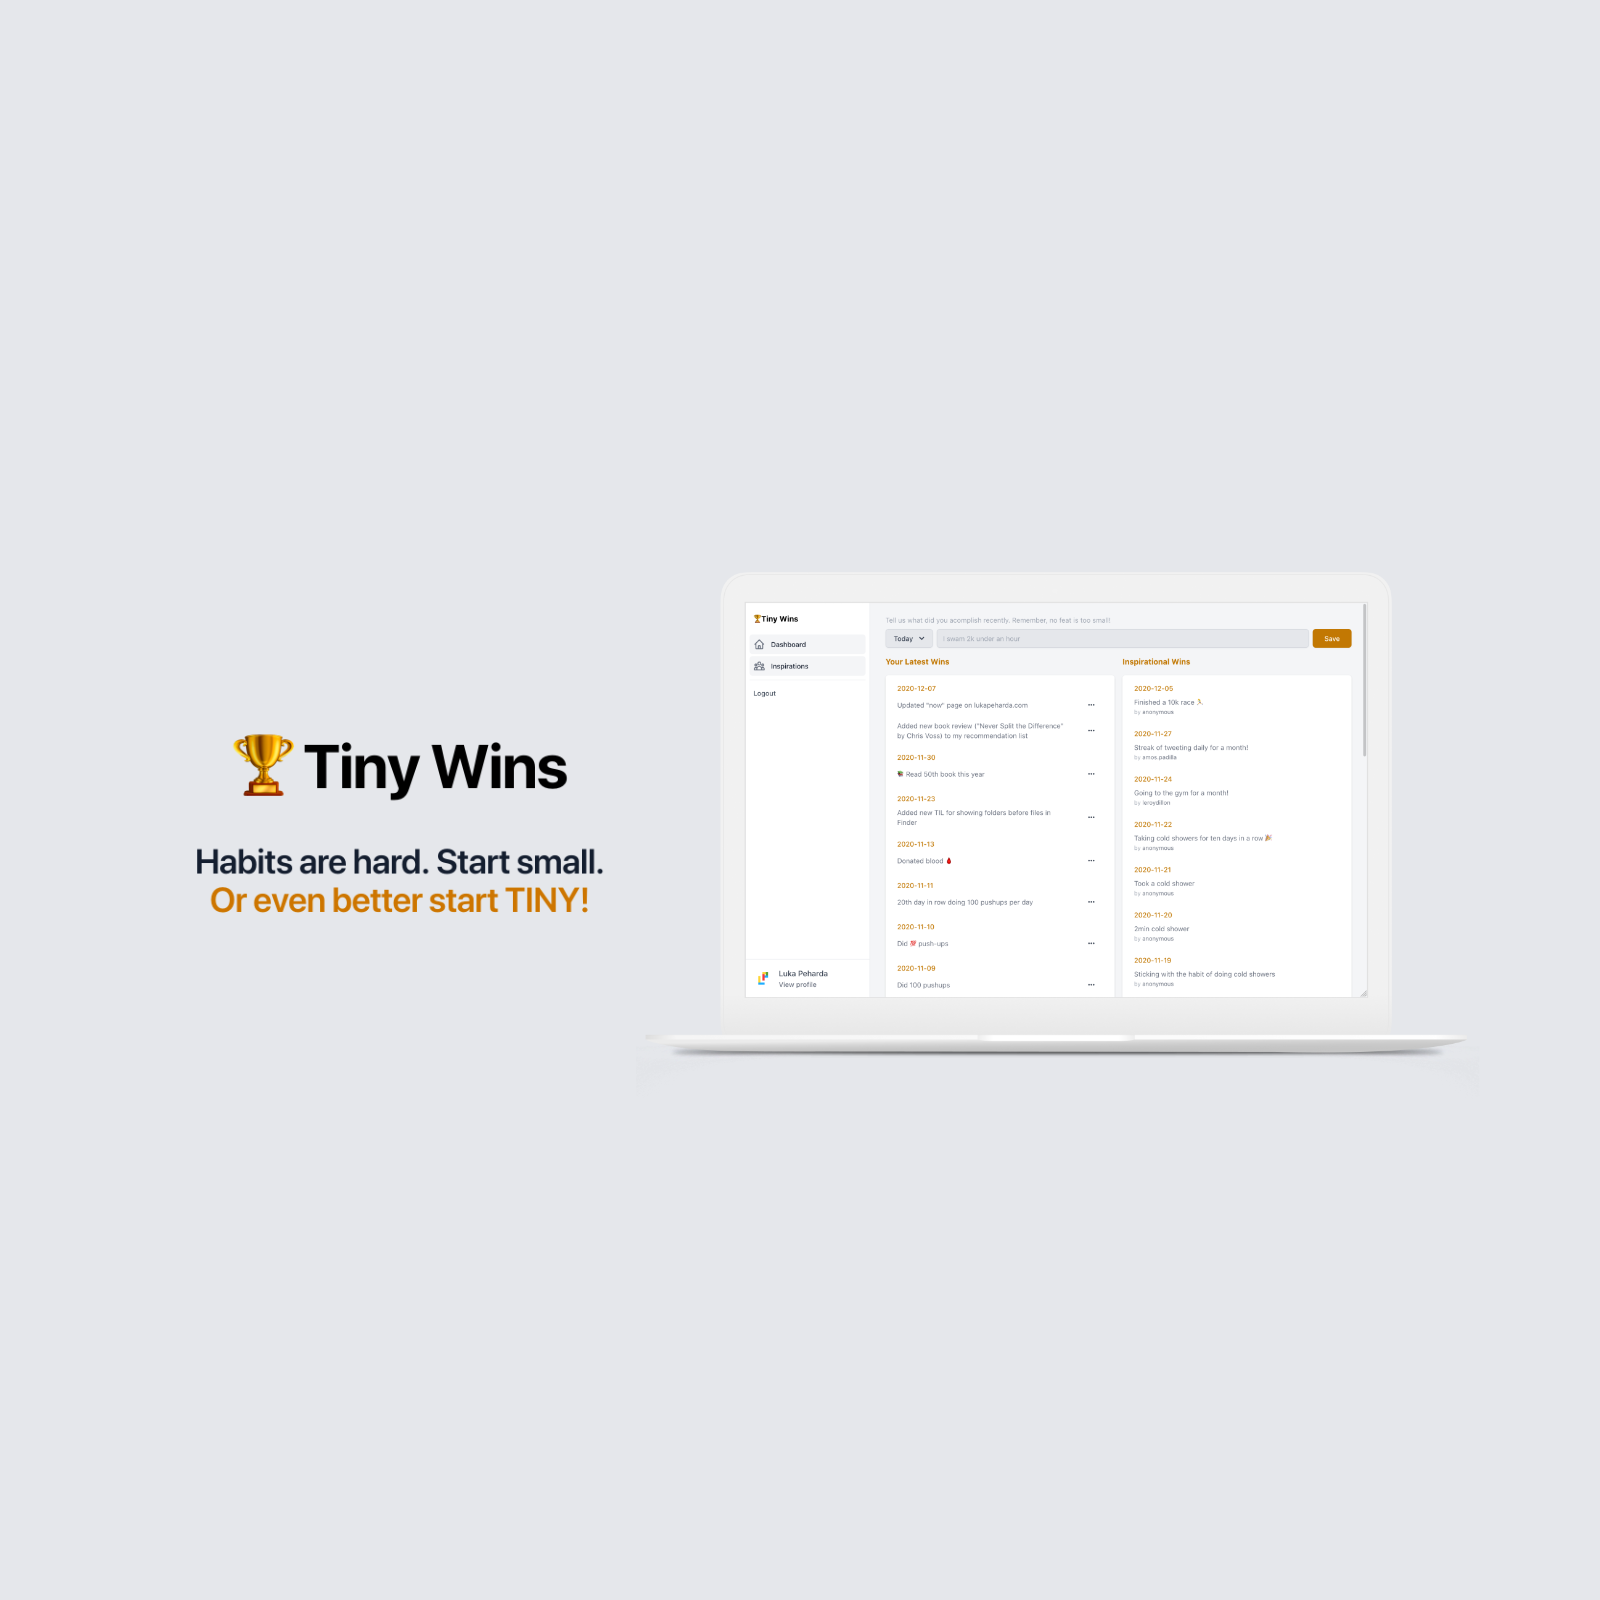 🏆 Tiny Wins
Habits are hard. Start small.
Or even better start TINY!
🏆Tiny Wins
Dashboard
Inspirations
Logout
Luka Peharda
View profile
Tell us what did you acomplish recently. Remember, no feat is too small!
Today
i swam 2k under an hour
Save
Your Latest Wins
2020-12-07
Updated "now" page on lukapeharda.com
Added new book review ("Never Split the Difference"
by Chris Voss) to my recommendation list
2020-11-30
📚 Read 50th book this year
2020-11-23
Added new TIL for showing folders before files in
Finder
2020-11-13
Donated blood 🩸
2020-11-11
20th day in row doing 100 pushups per day
2020-11-10
Did 💯 push-ups
2020-11-09
Did 100 pushups
Inspirational Wins
2020-12-05
Finished a 10k race 🏃
by anonymous
2020-11-27
Streak of tweeting daily for a month!
by amos.padilla
2020-11-24
Going to the gym for a month!
by leroydillon
2020-11-22
Taking cold showers for ten days in a row 🎉
by anonymous
2020-11-21
Took a cold shower
by anonymous
2020-11-20
2min cold shower
by anonymous
2020-11-19
Sticking with the habit of doing cold showers
by anonymous